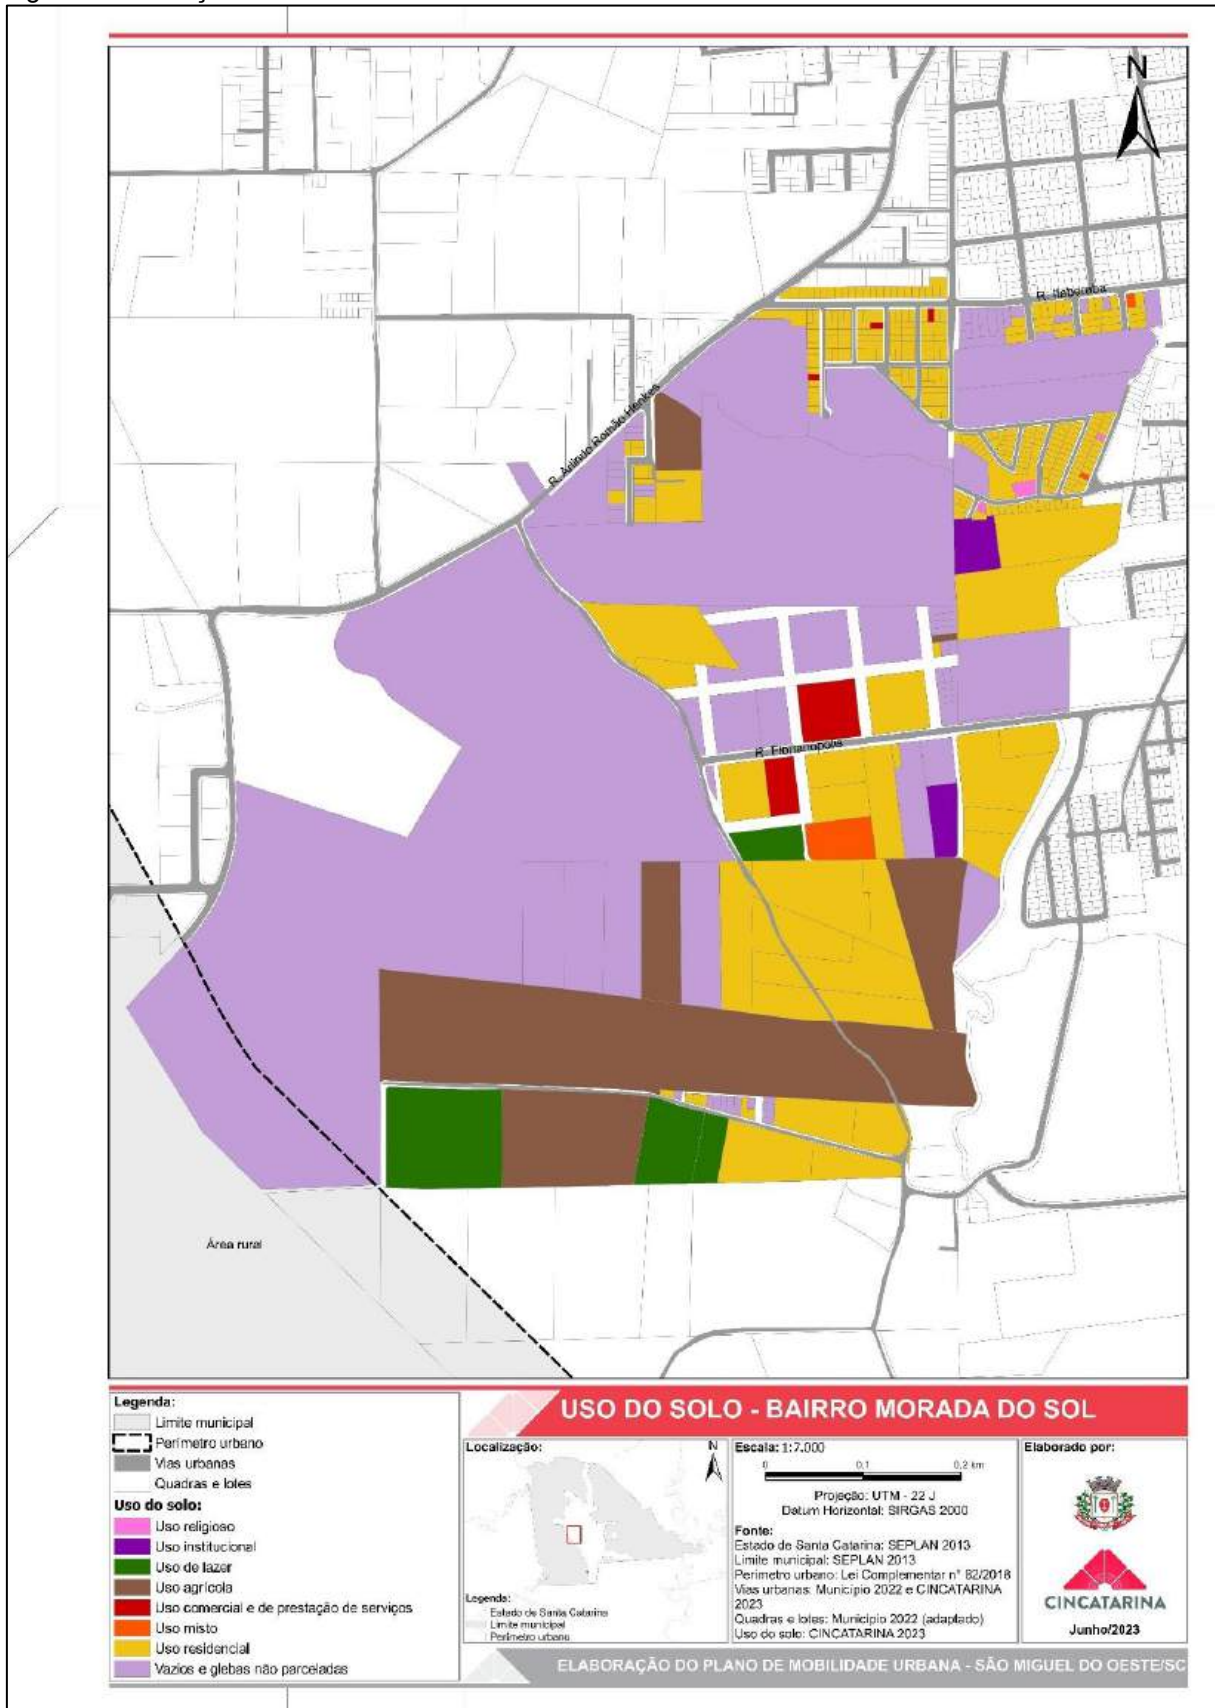 N
R. Itaberaba
R. Arlindo Romão Henkes
R. Florianópolis
Área rural
Legenda:
Limite municipal
Perímetro urbano
Vias urbanas
Quadras e lotes
Uso do solo:
Uso religioso
Uso institucional
Uso de lazer
Uso agrícola
Uso comercial e de prestação de serviços
Uso misto
Uso residencial
Vazios e glebas não parceladas
USO DO SOLO - BAIRRO MORADA DO SOL
Localização:
N
Legenda:
Estado de Santa Catarina
Limite municipal
Perímetro urbano
Escala: 1:7.000
0 0,1 0,2 km
Projeção: UTM - 22 J
Datum Horizontal: SIRGAS 2000
Fonte:
Estado de Santa Catarina: SEPLAN 2013
Limite municipal: SEPLAN 2013
Perímetro urbano: Lei Complementar n° 82/2018
Vias urbanas: Município 2022 e CINCATARINA
2023
Quadras e lotes: Município 2022 (adaptado)
Uso do solo: CINCATARINA 2023
Elaborado por:
CINCATARINA
Junho/2023
ELABORAÇÃO DO PLANO DE MOBILIDADE URBANA - SÃO MIGUEL DO OESTE/SC